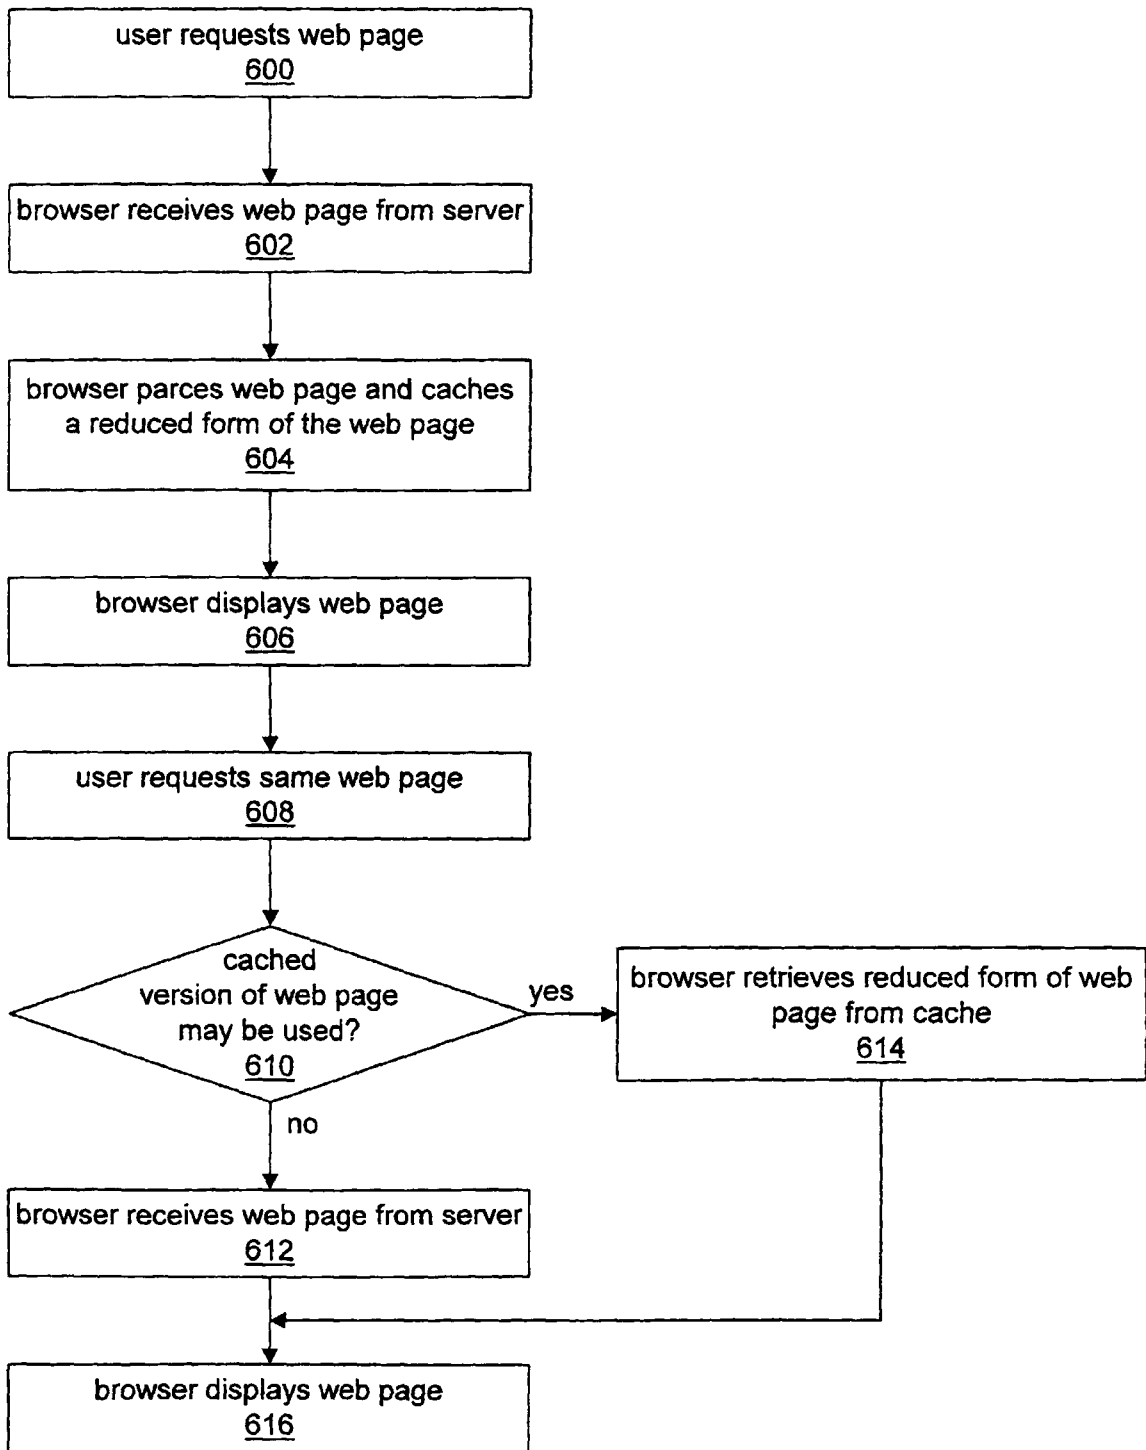 user requests web page
600
browser receives web page from server
602
browser parces web page and caches
a reduced form of the web page
604
browser displays web page
606
user requests same web page
608
cached
version of web page
may be used?
610
yes
browser retrieves reduced form of web
page from cache
614
no
browser receives web page from server
612
browser displays web page
616